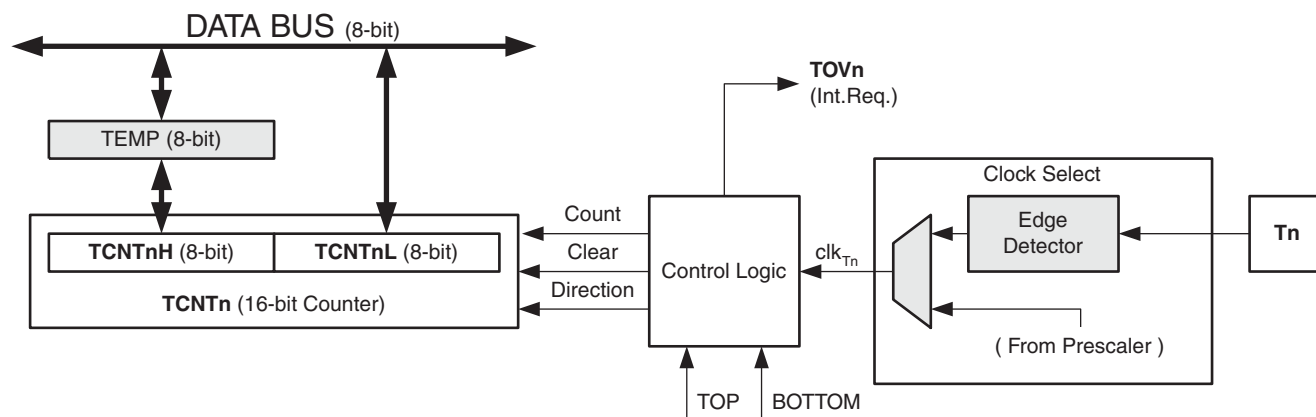 DATA BUS (8-bit)
TOVn
(Int.Req.)
TEMP (8-bit)
Clock Select
Count
Edge
Detector
Tn
TCNTnH (8-bit)
TCNTnL (8-bit)
Clear
Control Logic
clkTn
TCNTn (16-bit Counter)
Direction
( From Prescaler )
TOP
BOTTOM